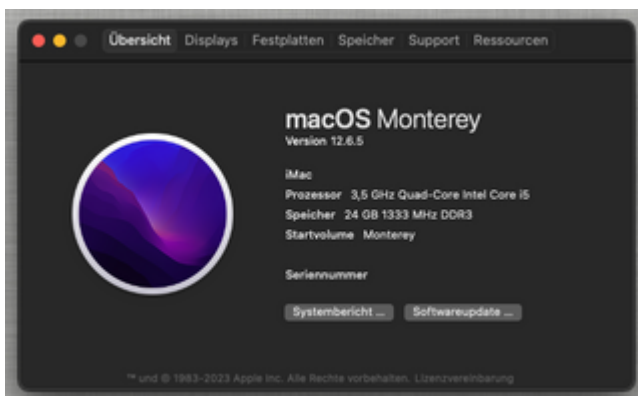 Übersicht Displays Festplatten Speicher Support Ressourcen
macOS Monterey
Version 12.6.5
iMac
Prozessor 3,5 GHz Quad-Core Intel Core i5
Speicher 24 GB 1333 MHz DDR3
Startvolume Monterey
Seriennummer
Systembericht ... Softwareupdate ...
™ und © 1983-2023 Apple Inc. Alle Rechte vorbehalten. Lizenzvereinbarung